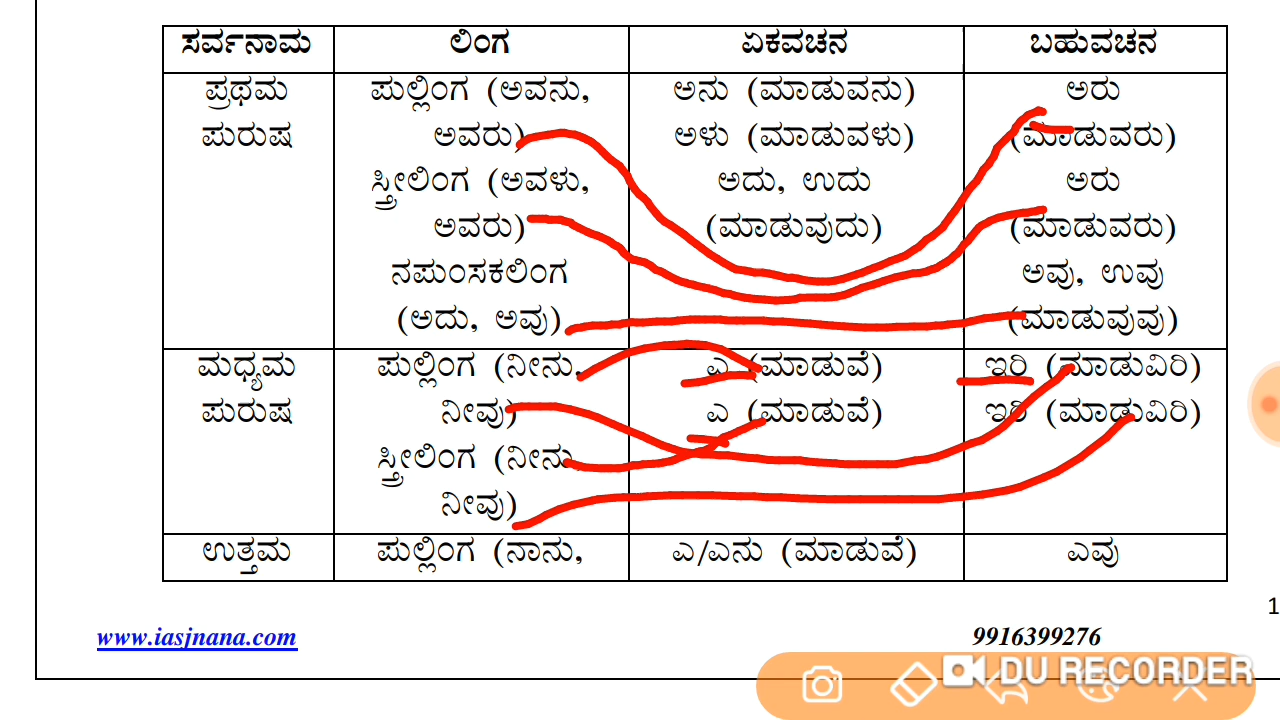 ಸರ್ವನಾಮ ಲಿಂಗ ಏಕವಚನ ಬಹುವಚನ
ಪ್ರಥಮ ಪುಲ್ಲಿಂಗ (ಅವನು, ಅನು (ಮಾಡುವನು) ಅರು
ಪುರುಷ ಅವರು) ಅಳು (ಮಾಡುವಳು) (ಮಾಡುವರು)
ಸ್ತ್ರೀಲಿಂಗ (ಅವಳು, ಅದು, ಉದು ಅರು
ಅವರು) (ಮಾಡುವುದು) (ಮಾಡುವರು)
ನಪುಂಸಕಲಿಂಗ ಅವು, ಉವು
(ಅದು, ಅವು) (ಮಾಡುವುವು)
ಮಧ್ಯಮ ಪುಲ್ಲಿಂಗ (ನೀನು, ಎ (ಮಾಡುವೆ) ಇರಿ (ಮಾಡುವಿರಿ)
ಪುರುಷ ನೀವು) ಎ (ಮಾಡುವೆ) ಇರಿ (ಮಾಡುವಿರಿ)
ಸ್ತ್ರೀಲಿಂಗ (ನೀನು,
ನೀವು)
ಉತ್ತಮ ಪುಲ್ಲಿಂಗ (ನಾನು, ಎ/ಎನು (ಮಾಡುವೆ) ಎವು
1
www.iasjnana.com 9916399276
DU RECORDER